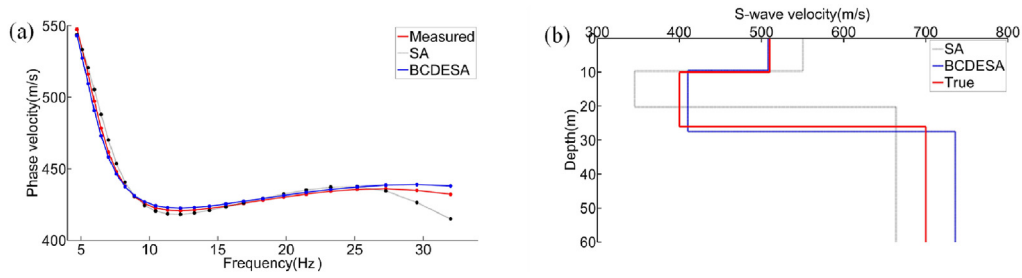 (a)
550
500
450
400
Phase velocity(m/s)
5 10 15 20 25 30
Frequency(Hz)
Measured
SA
BCDESA
(b)
S-wave velocity(m/s)
300 400 500 600 700 800
0
10
20
30
40
50
60
Depth(m)
SA
BCDESA
True